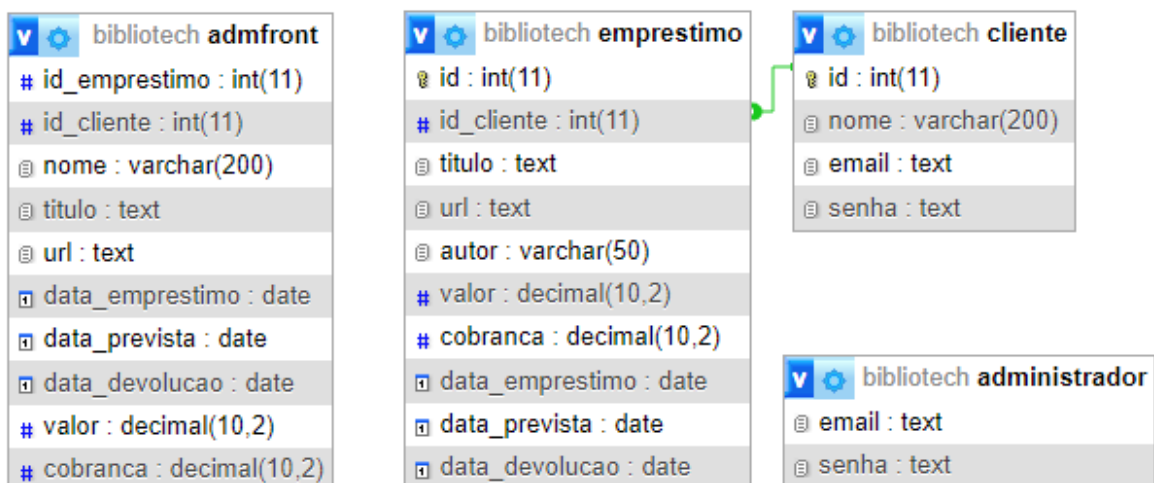 bibliotech admfront
# id_emprestimo : int(11)
# id_cliente : int(11)
nome : varchar(200)
titulo : text
url : text
data_emprestimo : date
data_prevista : date
data_devolucao : date
# valor : decimal(10,2)
# cobranca : decimal(10,2)
bibliotech emprestimo
id : int(11)
# id_cliente : int(11)
titulo : text
url : text
autor : varchar(50)
# valor : decimal(10,2)
# cobranca : decimal(10,2)
data_emprestimo : date
data_prevista : date
data_devolucao : date
bibliotech cliente
id : int(11)
nome : varchar(200)
email : text
senha : text
bibliotech administrador
email : text
senha : text